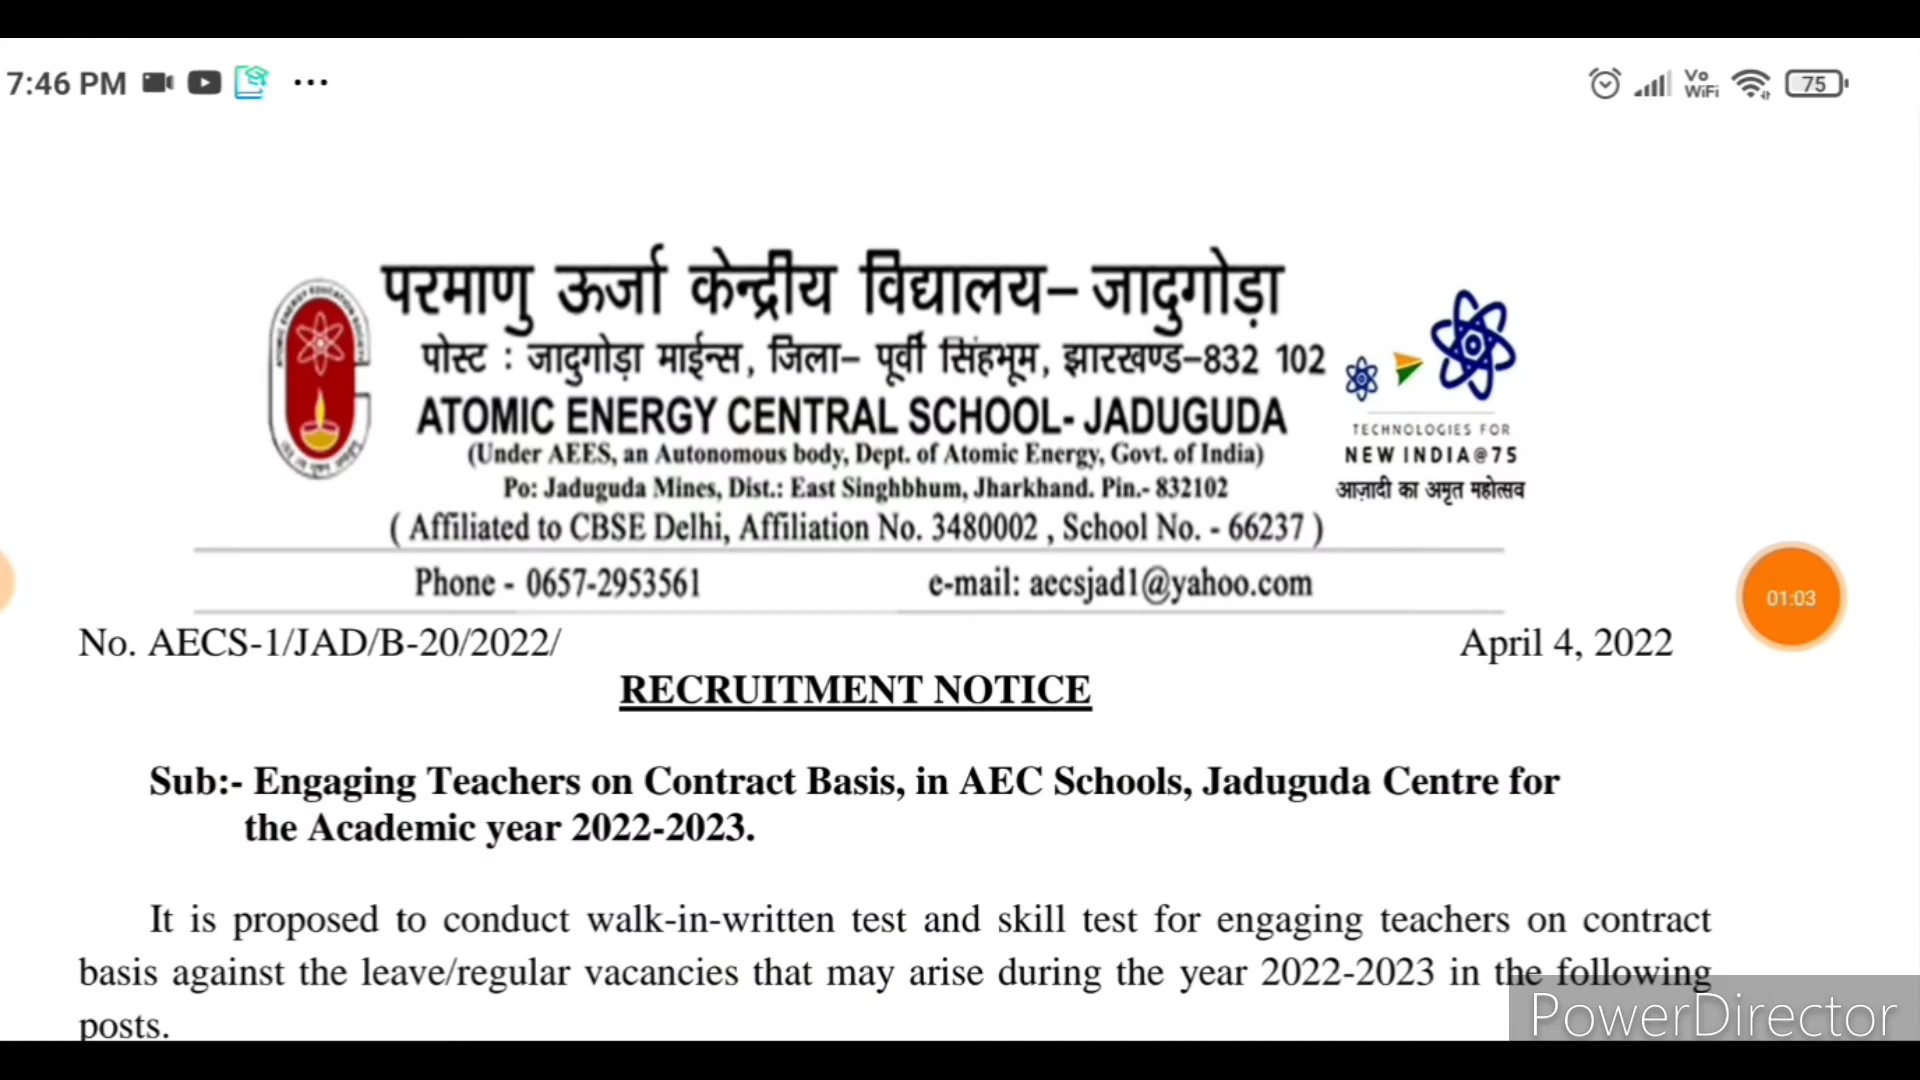 7:46 PM
Vo
WiFi
75
परमाणु ऊर्जा केन्द्रीय विद्यालय–जादुगोड़ा
पोस्ट : जादुगोड़ा माईन्स, जिला– पूर्वी सिंहभूम, झारखण्ड–832 102
ATOMIC ENERGY CENTRAL SCHOOL- JADUGUDA
(Under AEES, an Autonomous body, Dept. of Atomic Energy, Govt. of India)
Po: Jaduguda Mines, Dist.: East Singhbhum, Jharkhand. Pin.- 832102
( Affiliated to CBSE Delhi, Affiliation No. 3480002 , School No. - 66237 )
TECHNOLOGIES FOR
NEW INDIA@75
आज़ादी का अमृत महोत्सव
Phone - 0657-2953561 e-mail: aecsjad1@yahoo.com
01:03
No. AECS-1/JAD/B-20/2022/ April 4, 2022
RECRUITMENT NOTICE
Sub:- Engaging Teachers on Contract Basis, in AEC Schools, Jaduguda Centre for
the Academic year 2022-2023.
It is proposed to conduct walk-in-written test and skill test for engaging teachers on contract
basis against the leave/regular vacancies that may arise during the year 2022-2023 in the following
posts.
PowerDirector